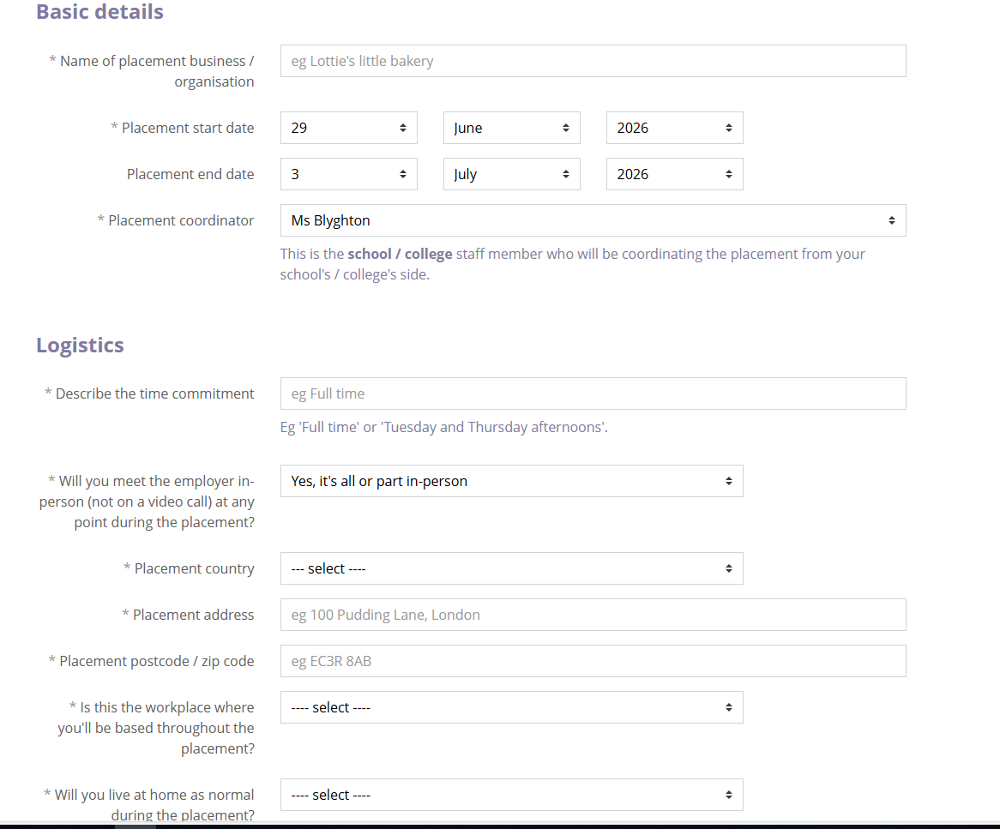 Basic details
* Name of placement business /
organisation
eg Lottie's little bakery
* Placement start date
29
June
2026
Placement end date
3
July
2026
* Placement coordinator
Ms Blyghton
This is the school / college staff member who will be coordinating the placement from your
school's / college's side.
Logistics
* Describe the time commitment
eg Full time
Eg 'Full time' or 'Tuesday and Thursday afternoons'.
* Will you meet the employer in-
person (not on a video call) at any
point during the placement?
Yes, it's all or part in-person
* Placement country
--- select ----
* Placement address
eg 100 Pudding Lane, London
* Placement postcode / zip code
eg EC3R 8AB
* Is this the workplace where
you'll be based throughout the
placement?
---- select ----
* Will you live at home as normal
during the placement?
---- select ----